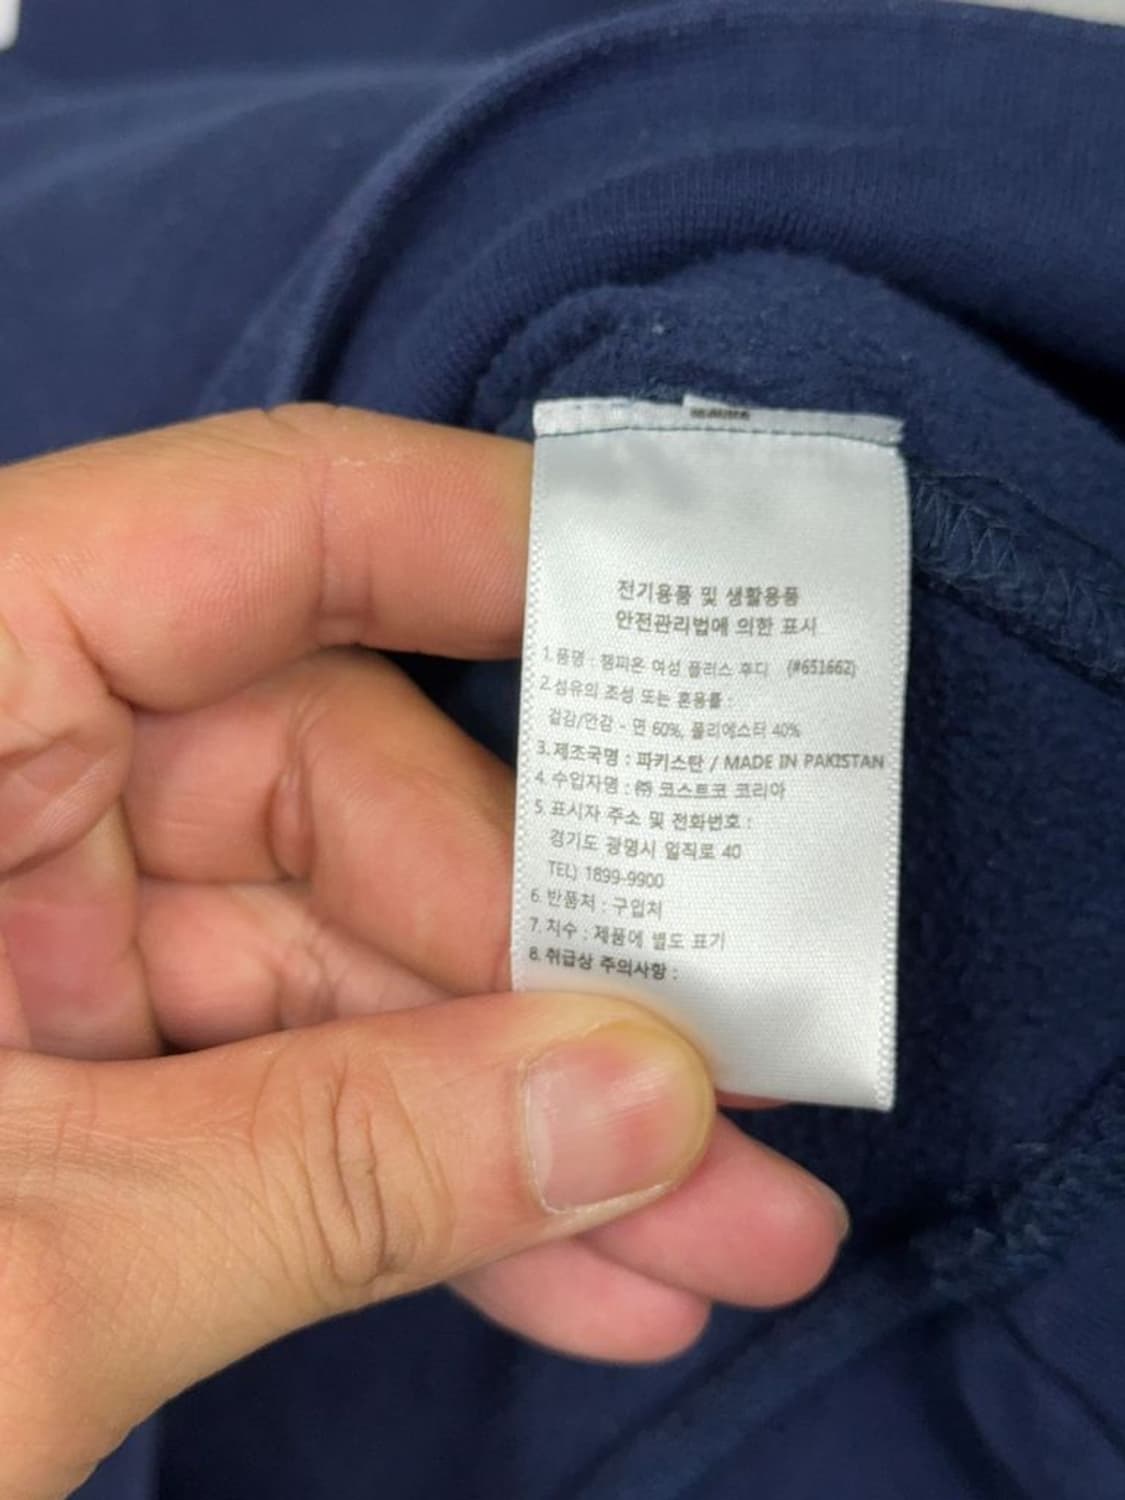 전기용품 및 생활용품
안전관리법에 의한 표시
1. 품명 : 챔피온 여성 플러스 후디 (#651662)
2. 섬유의 조성 또는 혼용률 :
겉감/안감 - 면 60%, 폴리에스터 40%
3. 제조국명 : 파키스탄 / MADE IN PAKISTAN
4. 수입자명 : ㈜ 코스트코 코리아
5. 표시자 주소 및 전화번호 :
경기도 광명시 일직로 40
TEL) 1899-9900
6. 반품처 : 구입처
7. 치수 : 제품에 별도 표기
8. 취급상 주의사항 :